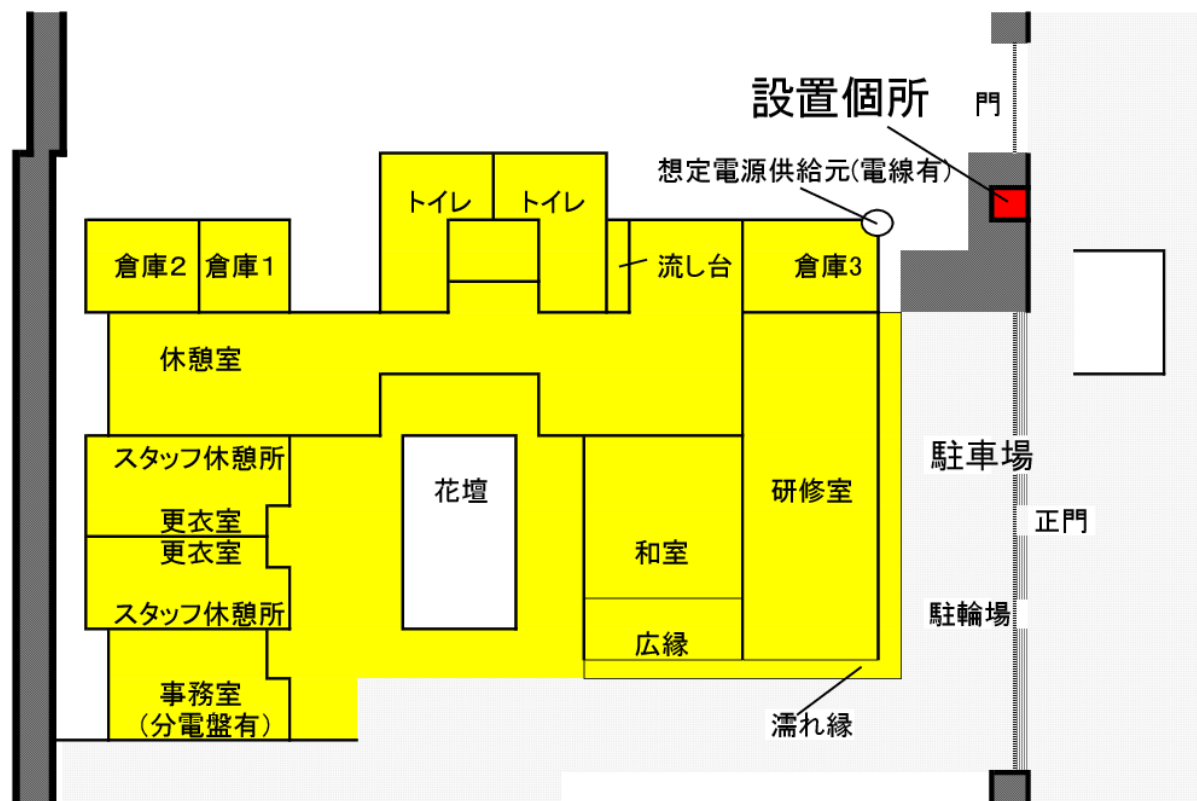 設置個所
門
想定電源供給元(電線有)
トイレ
トイレ
倉庫2
倉庫1
流し台
倉庫3
休憩室
スタッフ休憩所
更衣室
更衣室
スタッフ休憩所
花壇
研修室
和室
広縁
駐車場
正門
駐輪場
事務室
(分電盤有)
濡れ縁